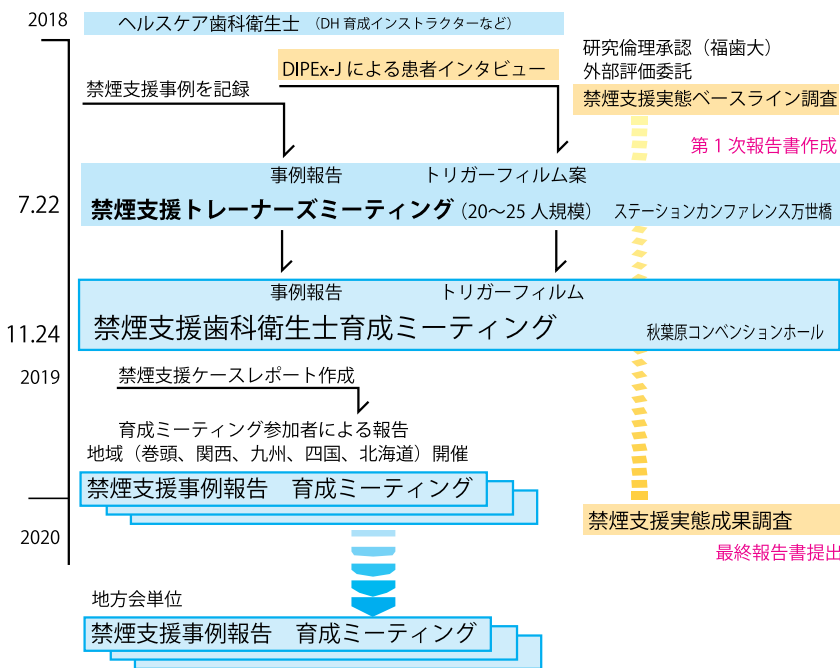 2018
ヘルスケア歯科衛生士（DH 育成インストラクターなど）
研究倫理承認（福歯大）
外部評価委託
DIPEx-J による患者インタビュー
禁煙支援事例を記録
禁煙支援実態ベースライン調査
第 1 次報告書作成
事例報告 トリガーフィルム案
7.22
禁煙支援トレーナーズミーティング（20〜25 人規模） ステーションカンファレンス万世橋
事例報告 トリガーフィルム
11.24
禁煙支援歯科衛生士育成ミーティング 秋葉原コンベンションホール
2019
禁煙支援ケースレポート作成
育成ミーティング参加者による報告
地域（巻頭、関西、九州、四国、北海道）開催
禁煙支援事例報告　育成ミーティング
禁煙支援実態成果調査
2020
最終報告書提出
地方会単位
禁煙支援事例報告　育成ミーティング